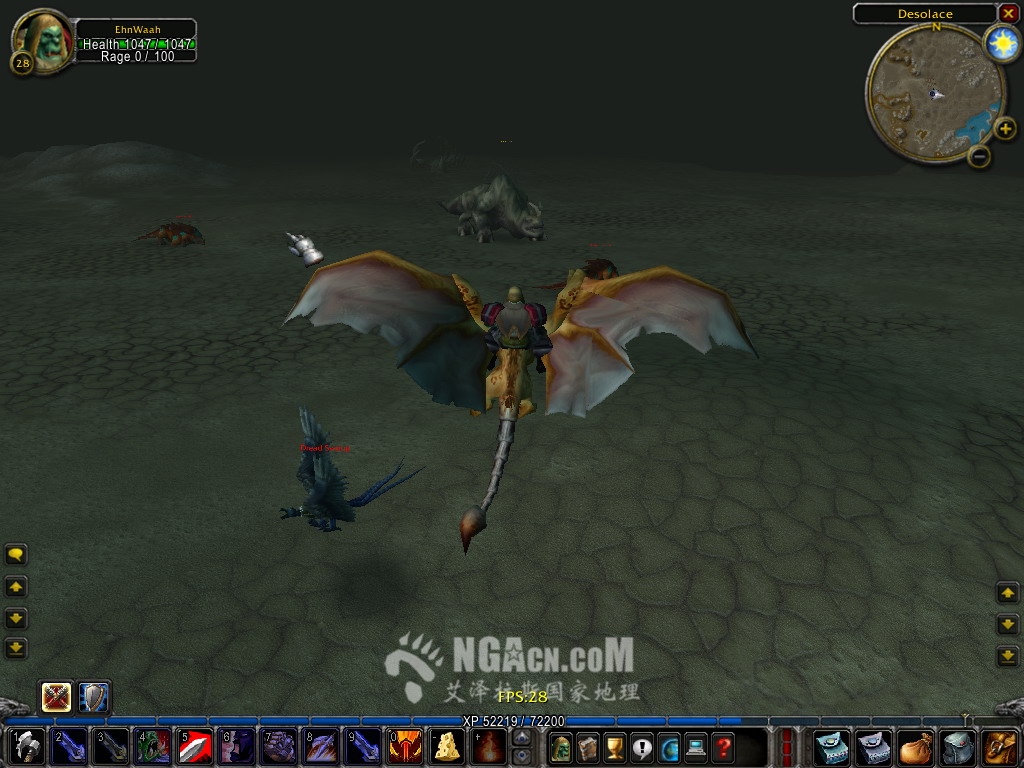 EhnWaah
Health 1047 / 1047
Rage 0 / 100
28
Desolace
N
NGACN.COM
艾泽拉斯国家地理
FPS:28
XP 52219 / 72200
2 3 4 5 6 7 8 9 0 - +